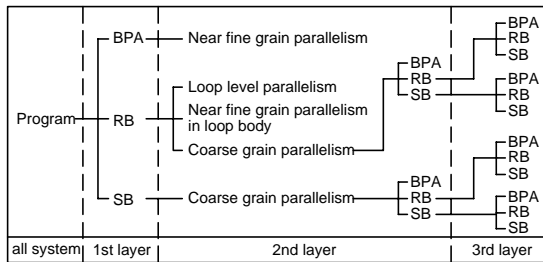 BPA
RB
SB
BPA
Near fine grain parallelism
BPA
RB
SB
Loop level parallelism
BPA
RB
SB
Near fine grain parallelism
in loop body
Program
RB
Coarse grain parallelism
BPA
RB
SB
BPA
RB
SB
SB
Coarse grain parallelism
BPA
RB
SB
all system
1st layer
2nd layer
3rd layer